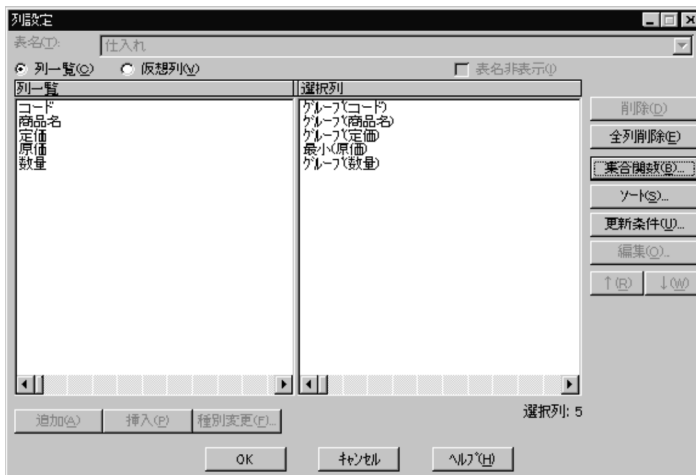 列設定
表名(T): 仕入れ
列一覧(O) 仮想列(V) 表名非表示(I)
列一覧 選択列
コード グループ(コード)
商品名 グループ(商品名)
定価 グループ(定価)
原価 最小(原価)
数量 グループ(数量)
削除(D)
全列削除(E)
集合関数(B)...
ソート(S)...
更新条件(U)...
編集(O)...
↑(R) ↓(W)
追加(A) 挿入(P) 種別変更(F)...
選択列: 5
OK キャンセル ヘルプ(H)